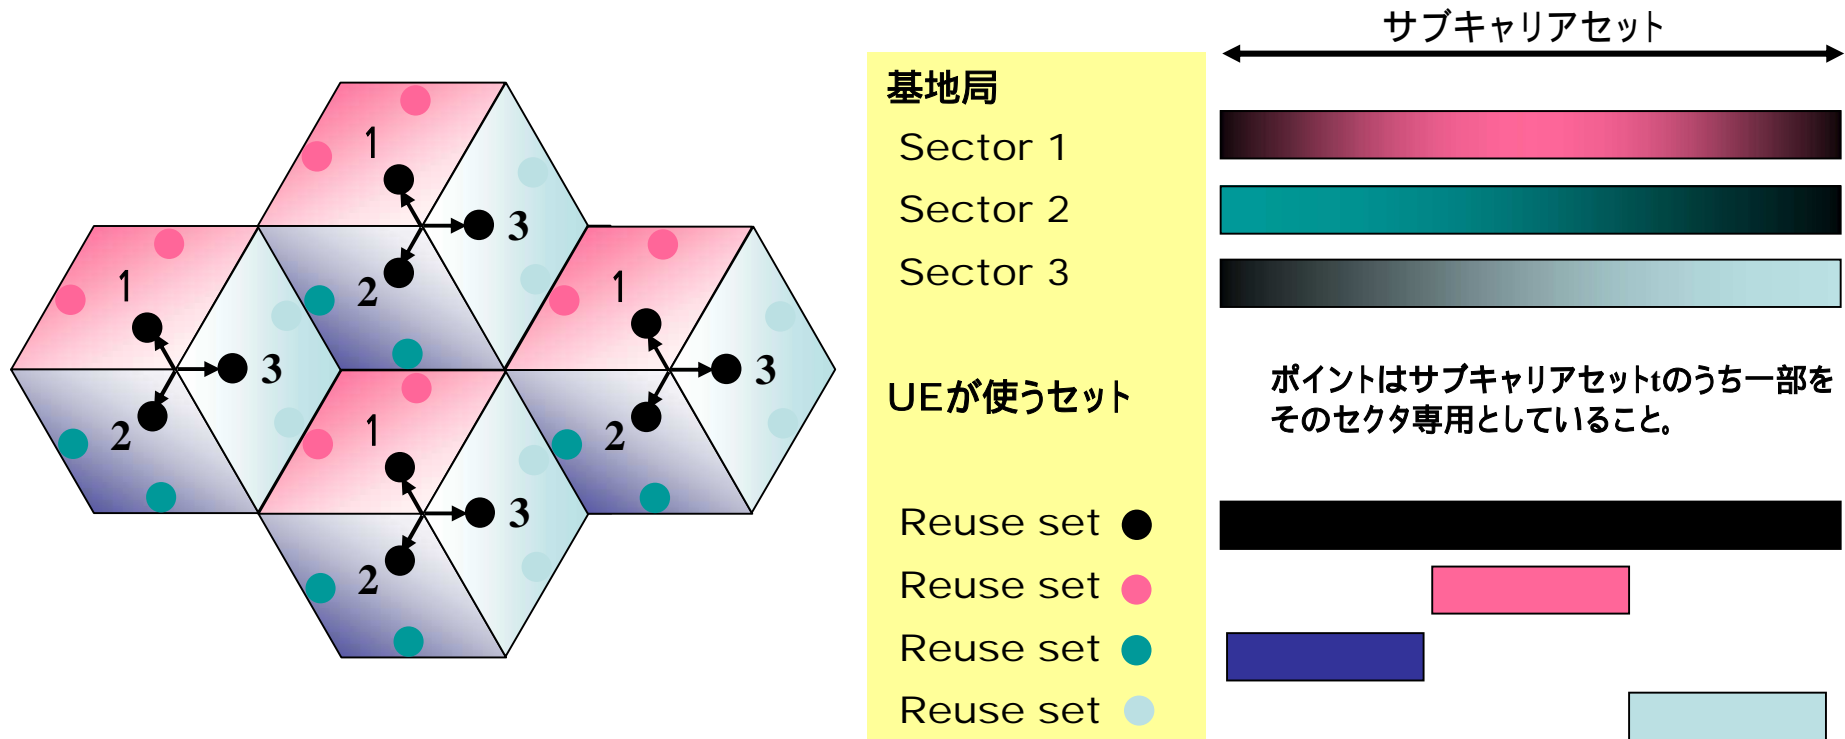 サブキャリアセット
基地局
Sector 1
Sector 2
Sector 3
ポイントはサブキャリアセットtのうち一部を
そのセクタ専用としていること。
UEが使うセット
Reuse set
Reuse set
Reuse set
Reuse set
1
3
2
1
3
2
1
3
2
1
3
2